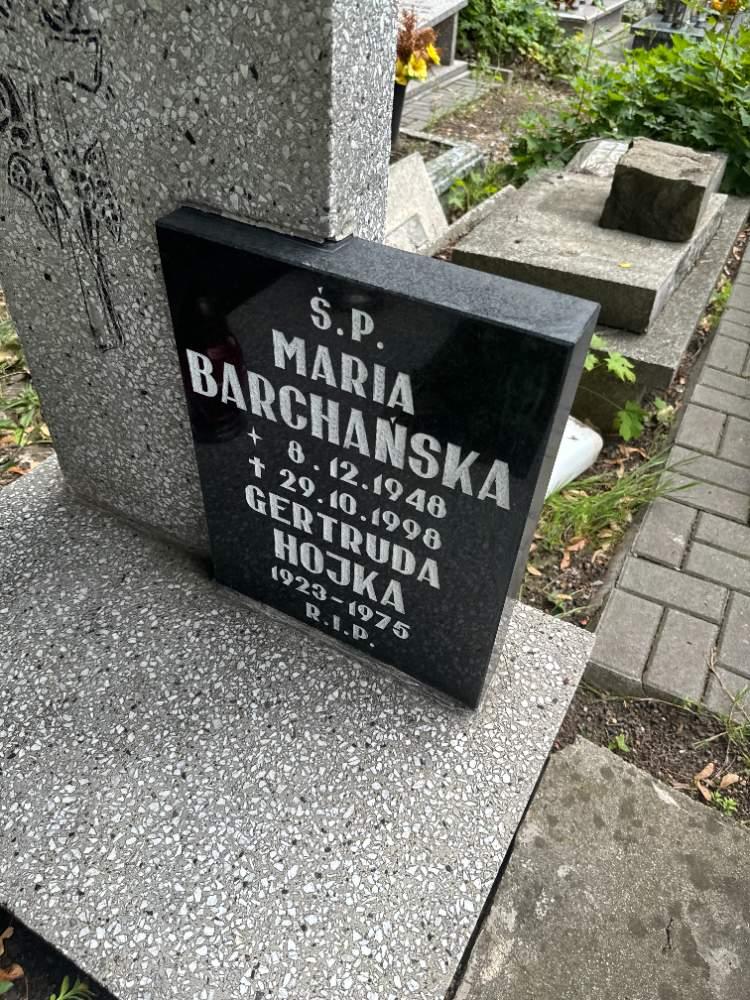 Ś.P.
MARIA
BARCHAŃSKA
8.12.1948
✝ 29.10.1998
GERTRUDA
HOJKA
1923-1975
R.I.P.